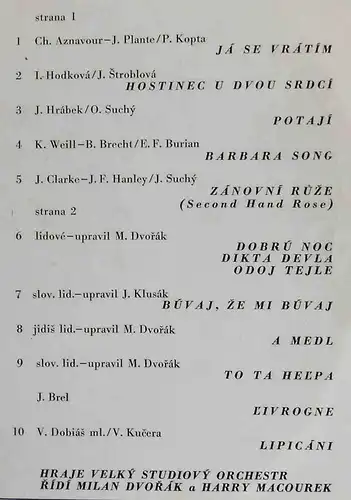 strana 1
1 Ch. Aznavour–J. Plante/P. Kopta
JÁ SE VRÁTÍM
2 I. Hodková/J. Štroblová
HOSTINEC U DVOU SRDCÍ
3 J. Hrábek/O. Suchý
POTAJÍ
4 K. Weill–B. Brecht/E. F. Burian
BARBARA SONG
5 J. Clarke–J. F. Hanley/J. Suchý
ZÁNOVNÍ RŮŽE
(Second Hand Rose)
strana 2
6 lidové–upravil M. Dvořák
DOBRÚ NOC
DIKTA DEVLA
ODOJ TEJLE
7 slov. lid.–upravil J. Klusák
BÚVAJ, ŽE MI BÚVAJ
8 jidiš lid.–upravil M. Dvořák
A MEDL
9 slov. lid.–upravil M. Dvořák
TO TA HEĽPA
J. Brel
ĽIVROGNE
10 V. Dobiáš ml./V. Kučera
LIPICÁNI
HRAJE VELKÝ STUDIOVÝ ORCHESTR
ŘÍDÍ MILAN DVOŘÁK a HARRY MACOUREK